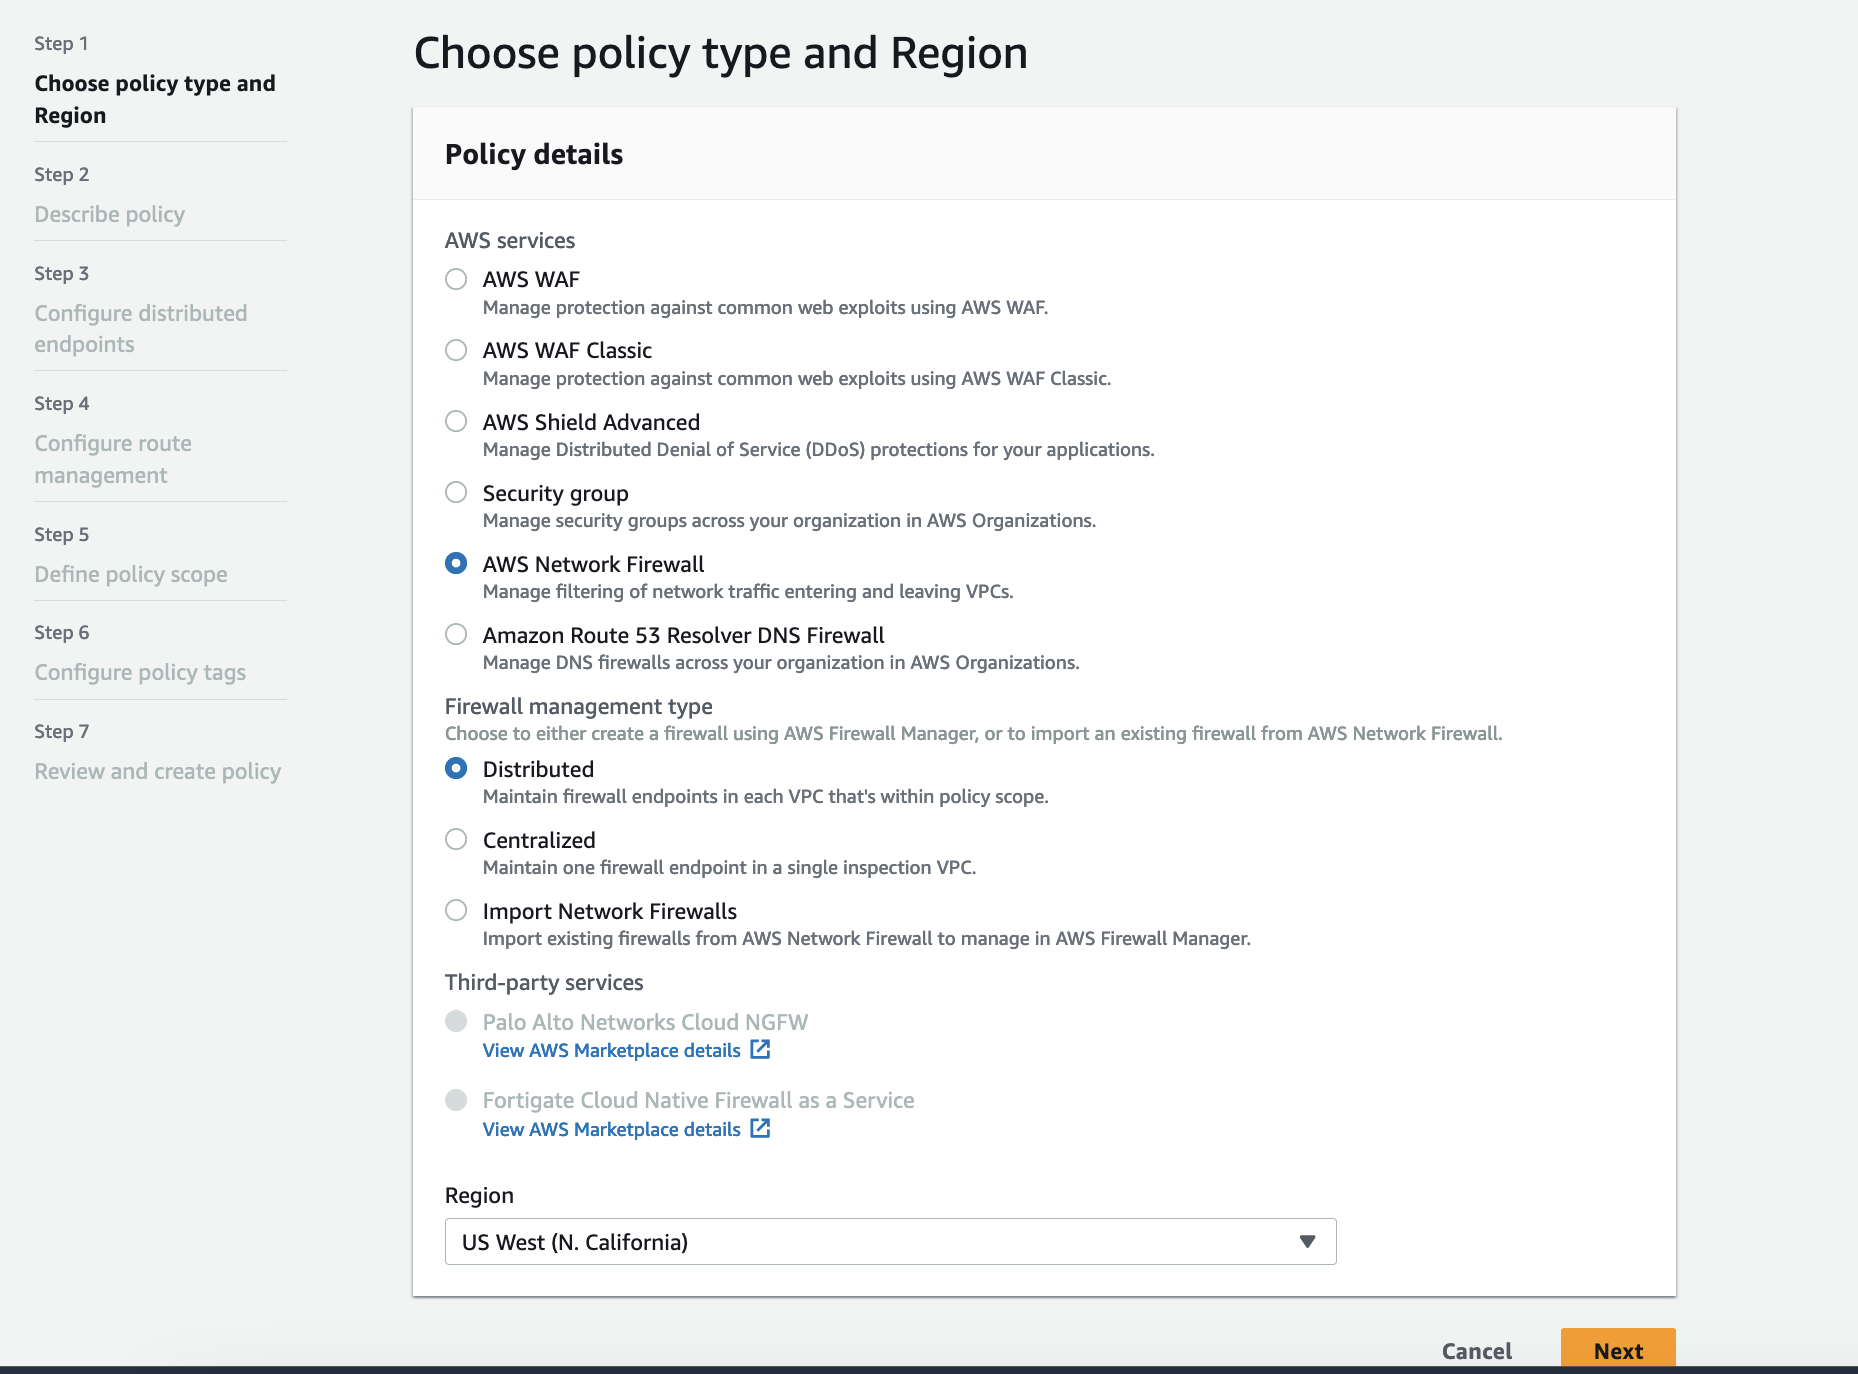 Step 1
Choose policy type and
Region
Step 2
Describe policy
Step 3
Configure distributed
endpoints
Step 4
Configure route
management
Step 5
Define policy scope
Step 6
Configure policy tags
Step 7
Review and create policy
Choose policy type and Region
Policy details
AWS services
AWS WAF
Manage protection against common web exploits using AWS WAF.
AWS WAF Classic
Manage protection against common web exploits using AWS WAF Classic.
AWS Shield Advanced
Manage Distributed Denial of Service (DDoS) protections for your applications.
Security group
Manage security groups across your organization in AWS Organizations.
AWS Network Firewall
Manage filtering of network traffic entering and leaving VPCs.
Amazon Route 53 Resolver DNS Firewall
Manage DNS firewalls across your organization in AWS Organizations.
Firewall management type
Choose to either create a firewall using AWS Firewall Manager, or to import an existing firewall from AWS Network Firewall.
Distributed
Maintain firewall endpoints in each VPC that's within policy scope.
Centralized
Maintain one firewall endpoint in a single inspection VPC.
Import Network Firewalls
Import existing firewalls from AWS Network Firewall to manage in AWS Firewall Manager.
Third-party services
Palo Alto Networks Cloud NGFW
View AWS Marketplace details
Fortigate Cloud Native Firewall as a Service
View AWS Marketplace details
Region
US West (N. California)
Cancel
Next